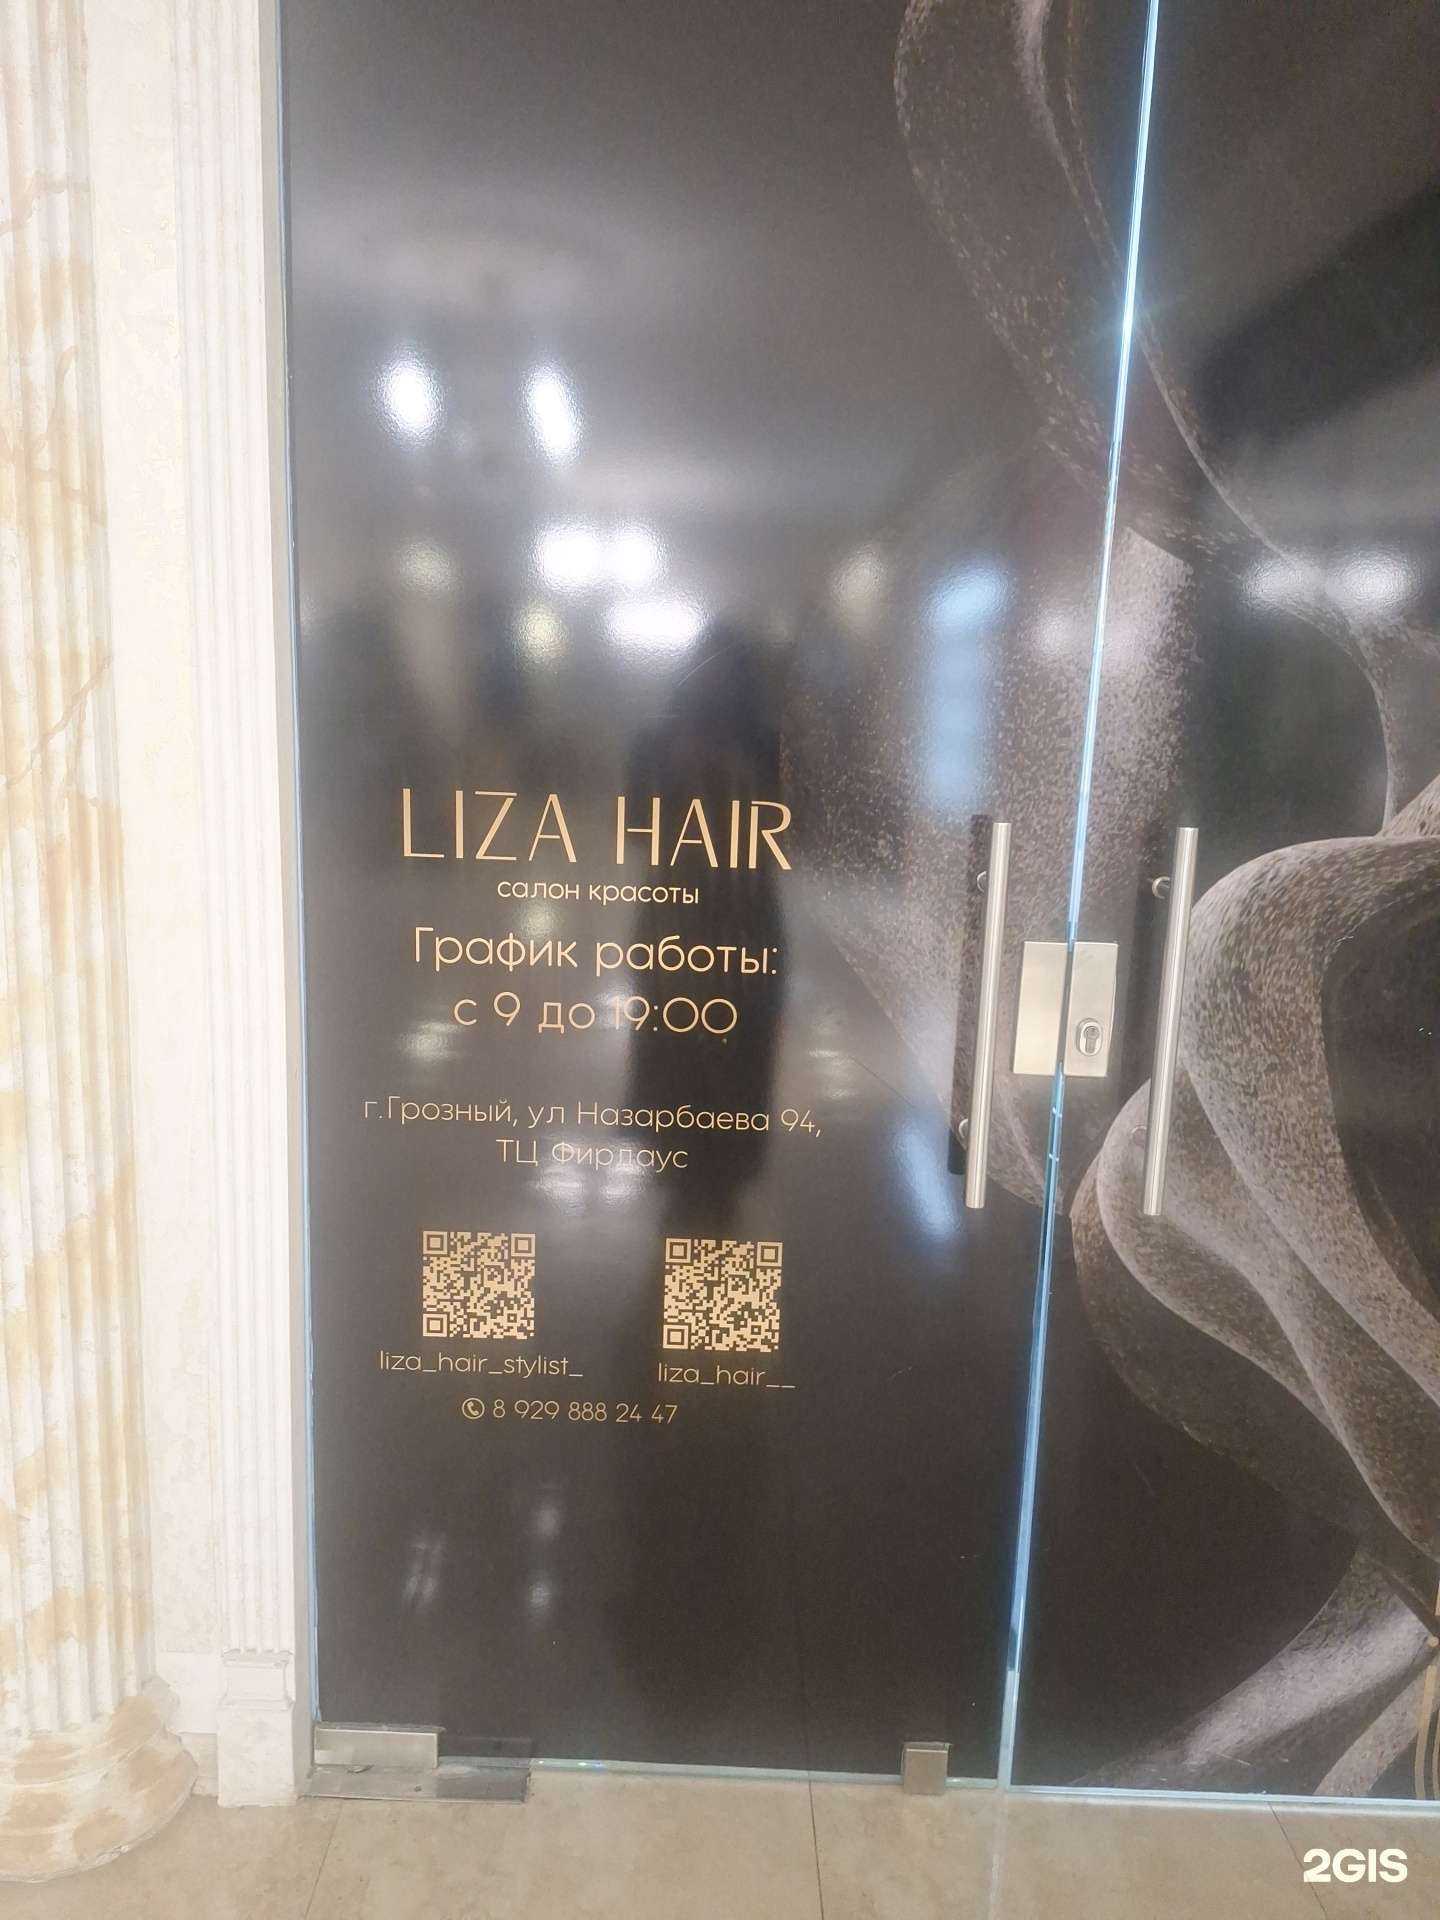 LIZA HAIR
салон красоты
График работы:
с 9 до 19:00
г.Грозный, ул Назарбаева 94,
ТЦ Фирдаус
liza_hair_stylist_
liza_hair__
8 929 888 24 47
2GIS